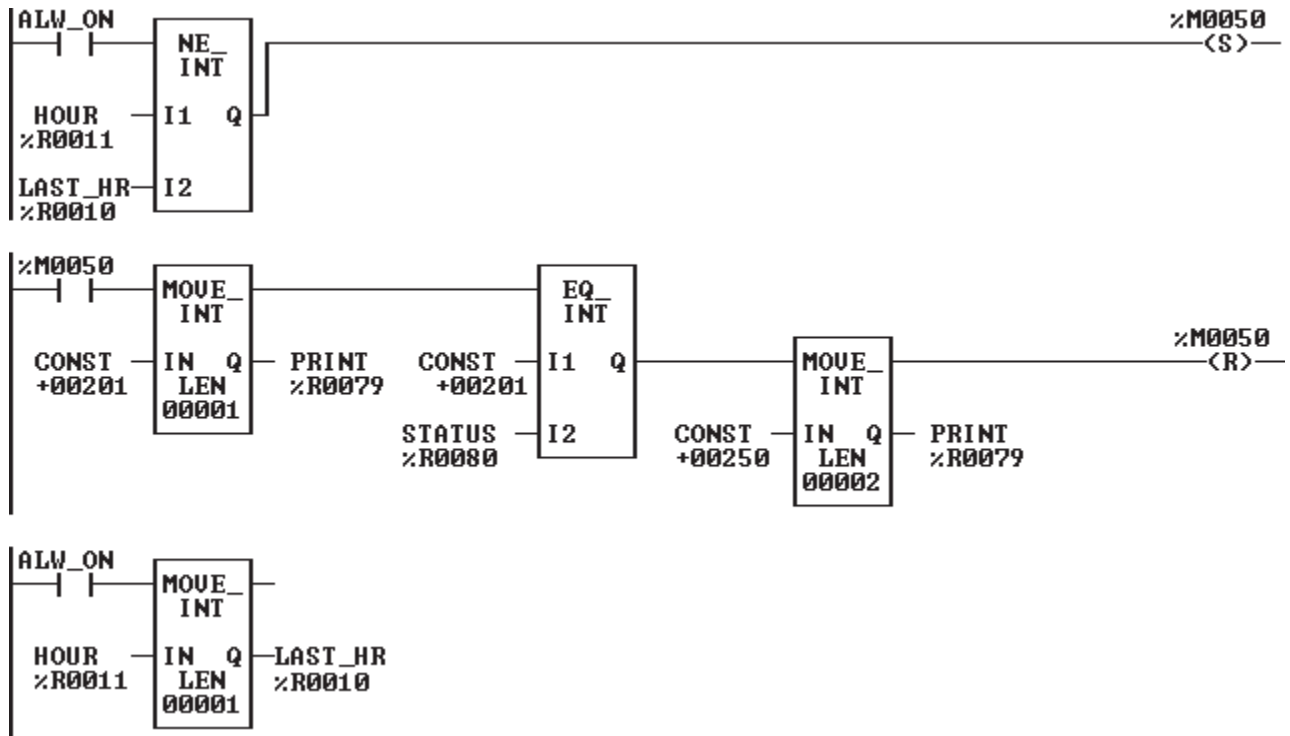 ALW_ON
%M0050
NE_
(S)
INT
HOUR I1 Q
%R0011
LAST_HR I2
%R0010
%M0050
MOVE_ EQ_
INT INT
%M0050
CONST IN Q PRINT CONST I1 Q MOVE_ (R)
+00201 LEN %R0079 +00201 INT
00001
STATUS I2 CONST IN Q PRINT
%R0080 +00250 LEN %R0079
00002
ALW_ON
MOVE_
INT
HOUR IN Q LAST_HR
%R0011 LEN %R0010
00001